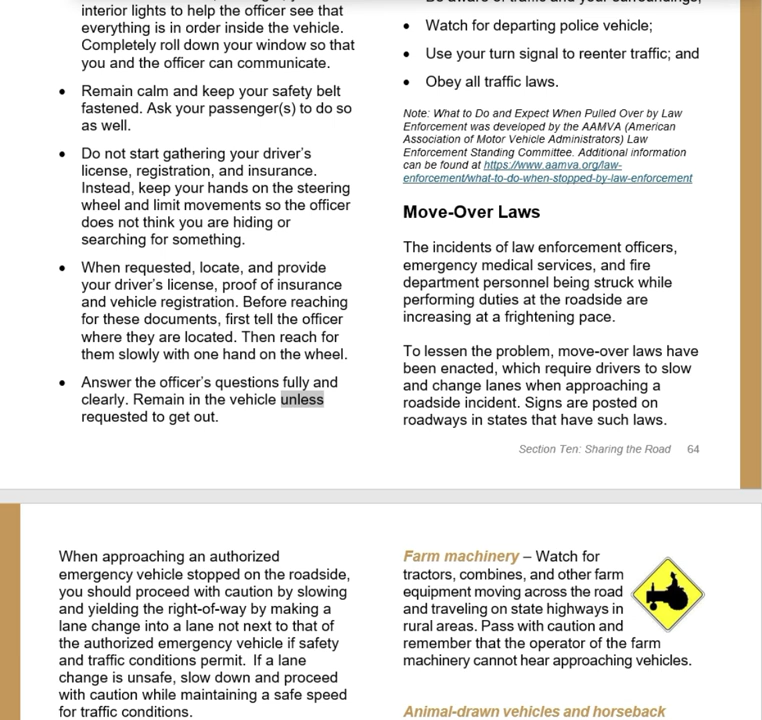 interior lights to help the officer see that
everything is in order inside the vehicle.
Completely roll down your window so that
you and the officer can communicate.
• Remain calm and keep your safety belt
fastened. Ask your passenger(s) to do so
as well.
• Do not start gathering your driver's
license, registration, and insurance.
Instead, keep your hands on the steering
wheel and limit movements so the officer
does not think you are hiding or
searching for something.
• When requested, locate, and provide
your driver's license, proof of insurance
and vehicle registration. Before reaching
for these documents, first tell the officer
where they are located. Then reach for
them slowly with one hand on the wheel.
• Answer the officer's questions fully and
clearly. Remain in the vehicle unless
requested to get out.
• Watch for departing police vehicle;
• Use your turn signal to reenter traffic; and
• Obey all traffic laws.
Note: What to Do and Expect When Pulled Over by Law
Enforcement was developed by the AAMVA (American
Association of Motor Vehicle Administrators) Law
Enforcement Standing Committee. Additional information
can be found at https://www.aamva.org/law-
enforcement/what-to-do-when-stopped-by-law-enforcement
Move-Over Laws
The incidents of law enforcement officers,
emergency medical services, and fire
department personnel being struck while
performing duties at the roadside are
increasing at a frightening pace.
To lessen the problem, move-over laws have
been enacted, which require drivers to slow
and change lanes when approaching a
roadside incident. Signs are posted on
roadways in states that have such laws.
Section Ten: Sharing the Road 64
When approaching an authorized
emergency vehicle stopped on the roadside,
you should proceed with caution by slowing
and yielding the right-of-way by making a
lane change into a lane not next to that of
the authorized emergency vehicle if safety
and traffic conditions permit. If a lane
change is unsafe, slow down and proceed
with caution while maintaining a safe speed
for traffic conditions.
Farm machinery – Watch for
tractors, combines, and other farm
equipment moving across the road
and traveling on state highways in
rural areas. Pass with caution and
remember that the operator of the farm
machinery cannot hear approaching vehicles.
Animal-drawn vehicles and horseback